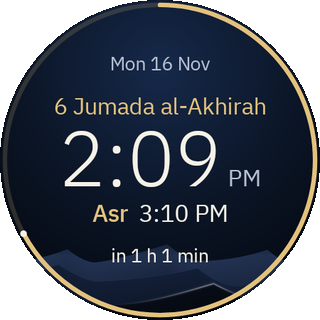 Mon 16 Nov
6 Jumada al-Akhirah
2:09 PM
Asr 3:10 PM
in 1 h 1 min